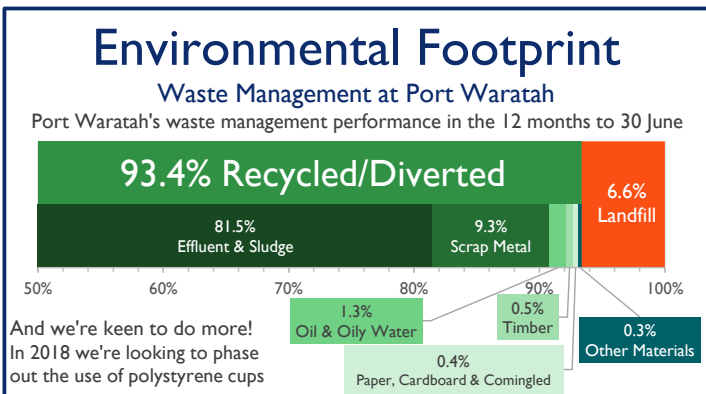 Environmental Footprint
Waste Management at Port Waratah
Port Waratah's waste management performance in the 12 months to 30 June
93.4% Recycled/Diverted
6.6%
Landfill
81.5%
Effluent & Sludge
9.3%
Scrap Metal
50%
60%
70%
80%
90%
100%
1.3%
Oil & Oily Water
0.5%
Timber
0.3%
Other Materials
0.4%
Paper, Cardboard & Comingled
And we're keen to do more!
In 2018 we're looking to phase
out the use of polystyrene cups